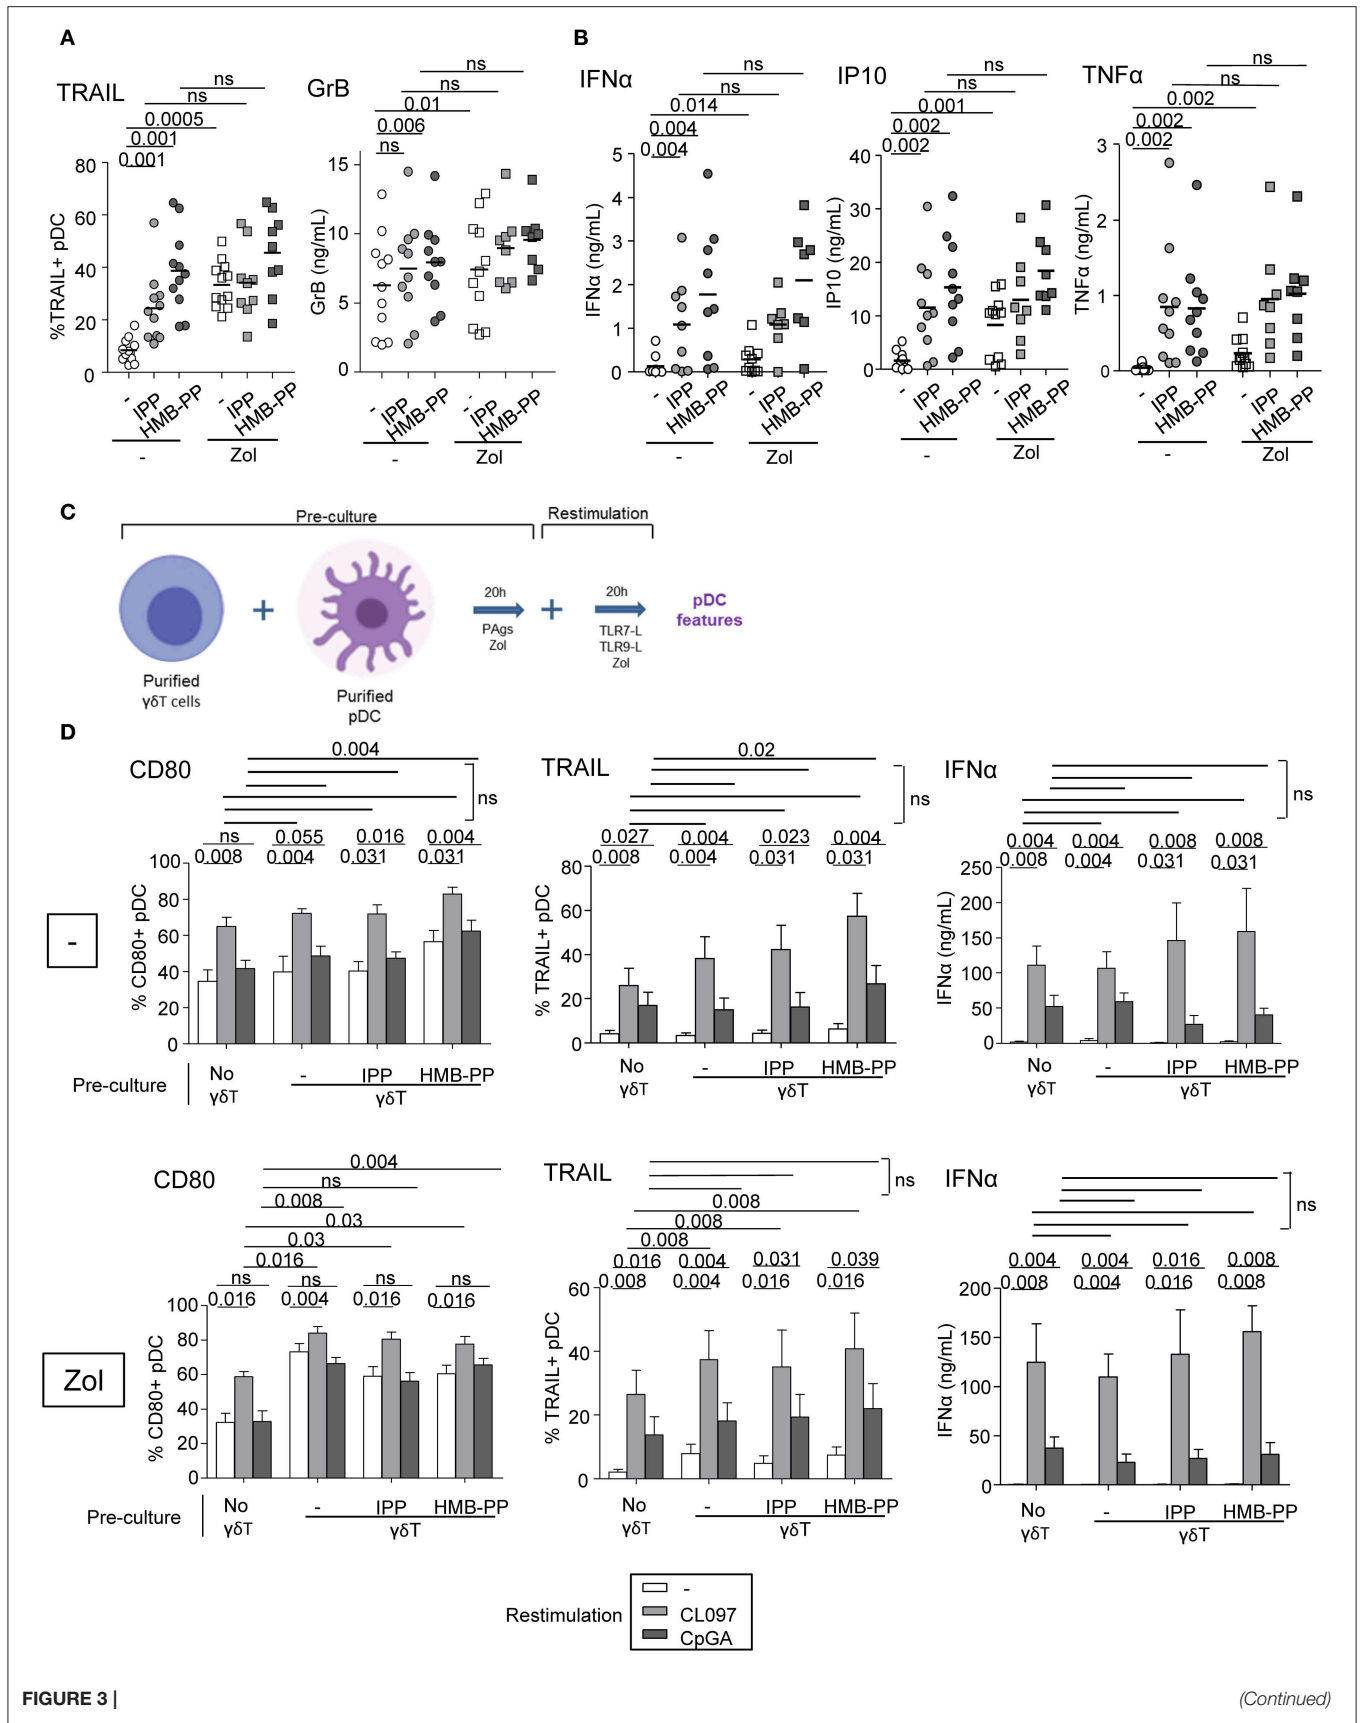 A
B
TRAIL
ns
ns
0.0005
0.001
0.001
%TRAIL+ pDC
80
60
40
20
0
- IPP HMB-PP - IPP HMB-PP
- Zol
GrB
ns
ns
0.01
0.006
ns
GrB (ng/mL)
15
10
5
0
- IPP HMB-PP - IPP HMB-PP
- Zol
IFNα
ns
ns
0.014
0.004
0.004
IFNα (ng/mL)
5
4
3
2
1
0
- IPP HMB-PP - IPP HMB-PP
- Zol
IP10
ns
ns
0.001
0.002
0.002
IP10 (ng/mL)
40
30
20
10
0
- IPP HMB-PP - IPP HMB-PP
- Zol
TNFα
ns
ns
0.002
0.002
0.002
TNFα (ng/mL)
3
2
1
0
- IPP HMB-PP - IPP HMB-PP
- Zol
C
Pre-culture
Restimulation
+
20h
PAgs
Zol
+
20h
TLR7-L
TLR9-L
Zol
pDC
features
Purified
γδT cells
Purified
pDC
D
-
CD80
0.004
ns
ns 0.055 0.016 0.004
0.008 0.004 0.031 0.031
% CD80+ pDC
100
80
60
40
20
0
Pre-culture
No
γδT
- IPP HMB-PP
γδT
TRAIL
0.02
ns
0.027 0.004 0.023 0.004
0.008 0.004 0.031 0.031
% TRAIL+ pDC
80
60
40
20
0
No
γδT
- IPP HMB-PP
γδT
IFNα
ns
0.004 0.004 0.008 0.008
0.008 0.004 0.031 0.031
IFNα (ng/mL)
250
200
150
100
50
0
No
γδT
- IPP HMB-PP
γδT
Zol
CD80
0.004
ns
0.008
0.03
0.03
0.016
ns ns ns ns
0.016 0.004 0.016 0.016
% CD80+ pDC
100
80
60
40
20
0
Pre-culture
No
γδT
- IPP HMB-PP
γδT
TRAIL
ns
0.008
0.008
0.008
0.016 0.004 0.031 0.039
0.008 0.004 0.016 0.016
% TRAIL+ pDC
60
40
20
0
No
γδT
- IPP HMB-PP
γδT
IFNα
ns
0.004 0.004 0.016 0.008
0.008 0.004 0.016 0.008
IFNα (ng/mL)
200
150
100
50
0
No
γδT
- IPP HMB-PP
γδT
Restimulation
-
CL097
CpGA
FIGURE 3 |
(Continued)